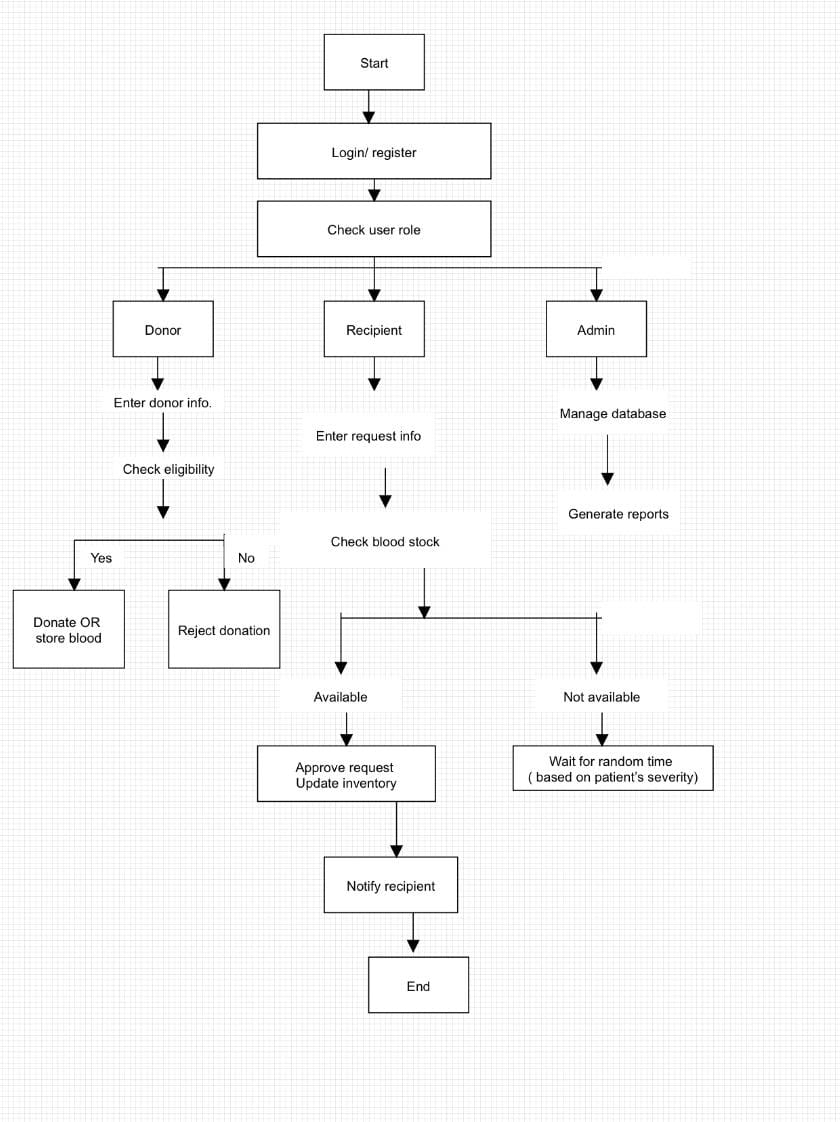 Start
Login/ register
Check user role
Donor
Recipient
Admin
Enter donor info.
Manage database
Enter request info
Check eligibility
Generate reports
Check blood stock
Yes
No
Donate OR
store blood
Reject donation
Available
Not available
Approve request
Update inventory
Wait for random time
( based on patient's severity)
Notify recipient
End